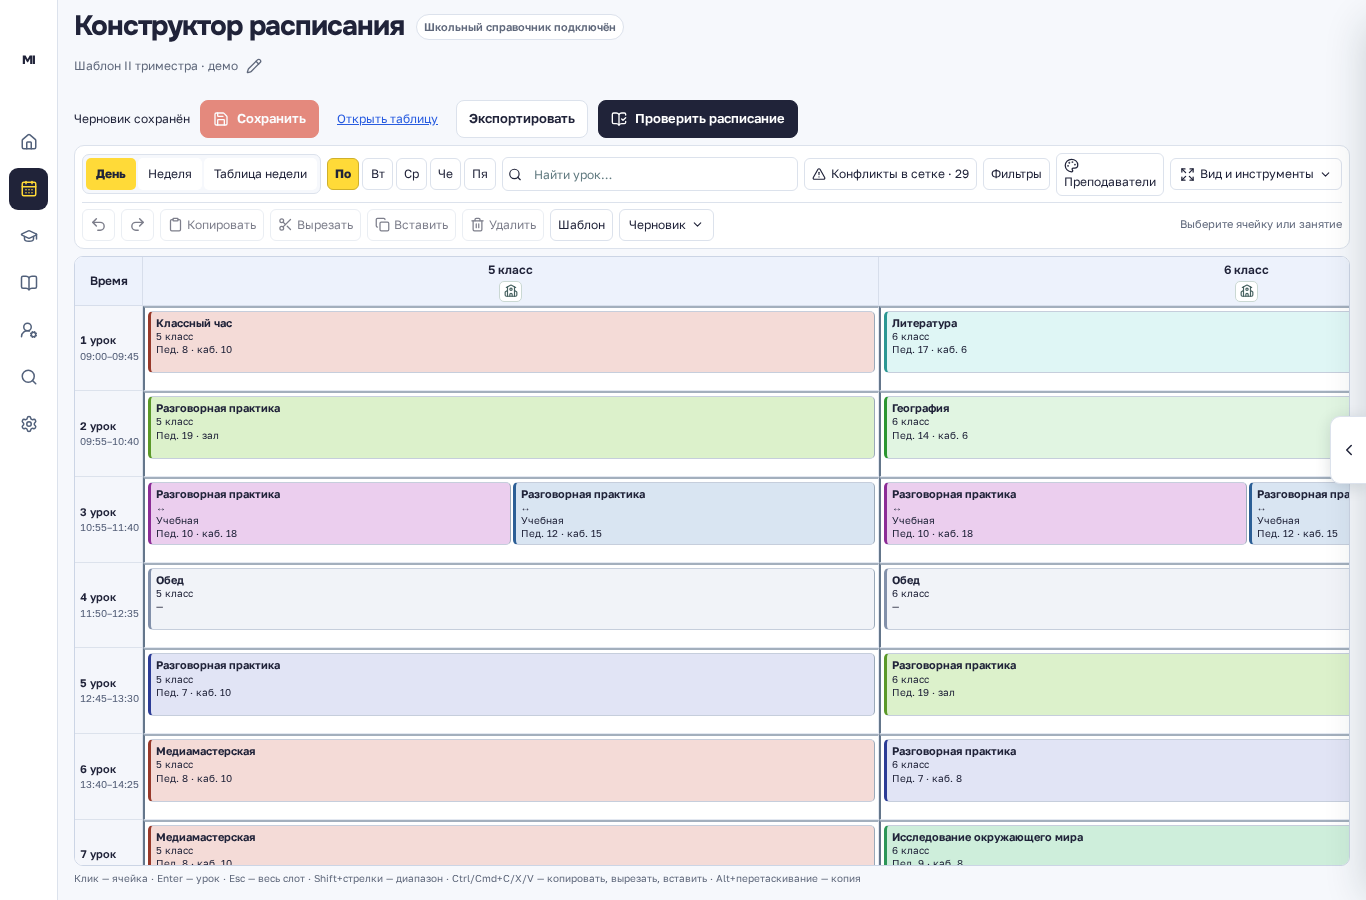 Конструктор расписания
Школьный справочник подключён
MI
Шаблон II триместра · демо
Черновик сохранён
Сохранить
Открыть таблицу
Экспортировать
Проверить расписание
День
Неделя
Таблица недели
По
Вт
Ср
Че
Пя
Найти урок...
Конфликты в сетке · 29
Фильтры
Преподаватели
Вид и инструменты
Копировать
Вырезать
Вставить
Удалить
Шаблон
Черновик
Выберите ячейку или занятие
Время
5 класс
6 класс
1 урок
09:00–09:45
Классный час
5 класс
Пед. 8 · каб. 10
Литература
6 класс
Пед. 17 · каб. 6
2 урок
09:55–10:40
Разговорная практика
5 класс
Пед. 19 · зал
География
6 класс
Пед. 14 · каб. 6
3 урок
10:55–11:40
Разговорная практика
↔
Учебная
Пед. 10 · каб. 18
Разговорная практика
↔
Учебная
Пед. 12 · каб. 15
Разговорная практика
↔
Учебная
Пед. 10 · каб. 18
Разговорная пра
↔
Учебная
Пед. 12 · каб. 15
4 урок
11:50–12:35
Обед
5 класс
—
Обед
6 класс
—
5 урок
12:45–13:30
Разговорная практика
5 класс
Пед. 7 · каб. 10
Разговорная практика
6 класс
Пед. 19 · зал
6 урок
13:40–14:25
Медиамастерская
5 класс
Пед. 8 · каб. 10
Разговорная практика
6 класс
Пед. 7 · каб. 8
7 урок
Медиамастерская
5 класс
Пед. 8 · каб. 10
Исследование окружающего мира
6 класс
Пед. 9 · каб. 8
Клик — ячейка · Enter — урок · Esc — весь слот · Shift+стрелки — диапазон · Ctrl/Cmd+C/X/V — копировать, вырезать, вставить · Alt+перетаскивание — копия